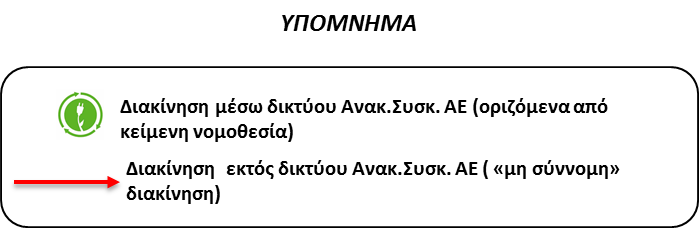 ΥΠΟΜΝΗΜΑ
Διακίνηση μέσω δικτύου Ανακ.Συσκ. ΑΕ (οριζόμενα από
κείμενη νομοθεσία)
Διακίνηση εκτός δικτύου Ανακ.Συσκ. ΑΕ ( «μη σύννομη»
διακίνηση)